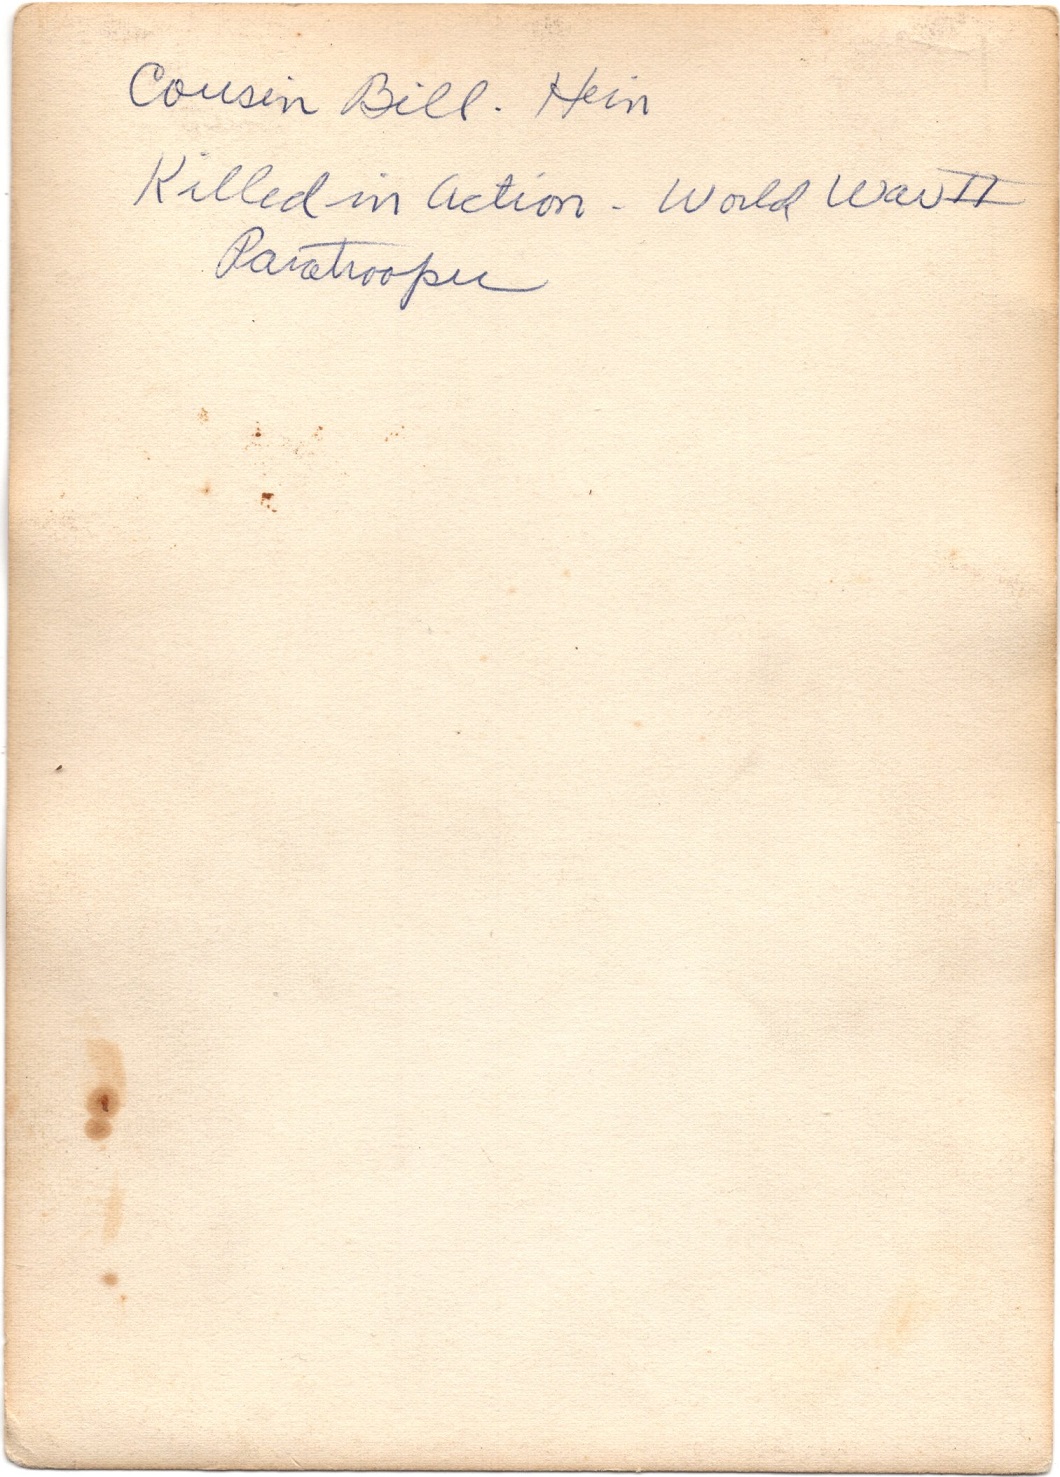 Cousin Bill. Hein
Killed in Action - World War II
Paratrooper